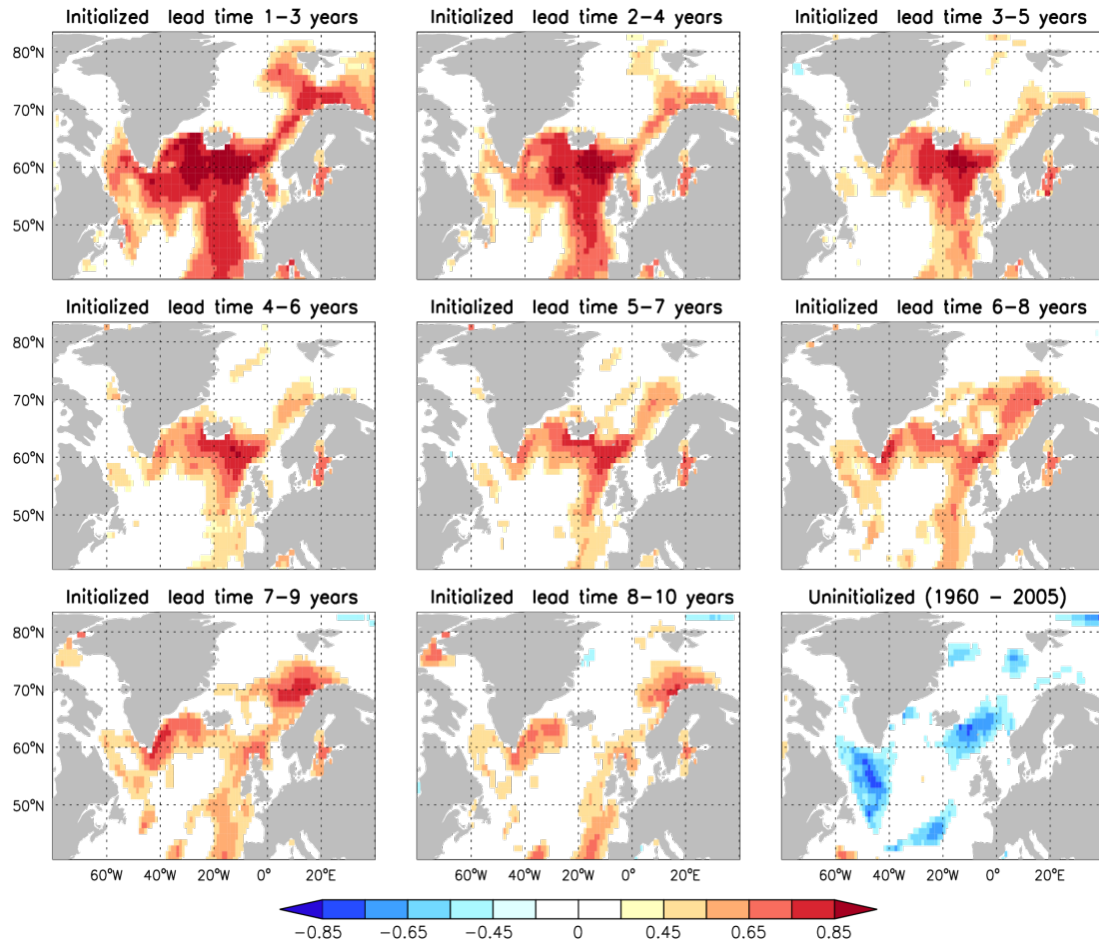 Initialized lead time 1−3 years
Initialized lead time 2−4 years
Initialized lead time 3−5 years
80°N
70°N
60°N
50°N
Initialized lead time 4−6 years
Initialized lead time 5−7 years
Initialized lead time 6−8 years
80°N
70°N
60°N
50°N
Initialized lead time 7−9 years
Initialized lead time 8−10 years
Uninitialized (1960 − 2005)
80°N
70°N
60°N
50°N
60°W 40°W 20°W 0° 20°E
60°W 40°W 20°W 0° 20°E
60°W 40°W 20°W 0° 20°E
−0.85 −0.65 −0.45 0 0.45 0.65 0.85